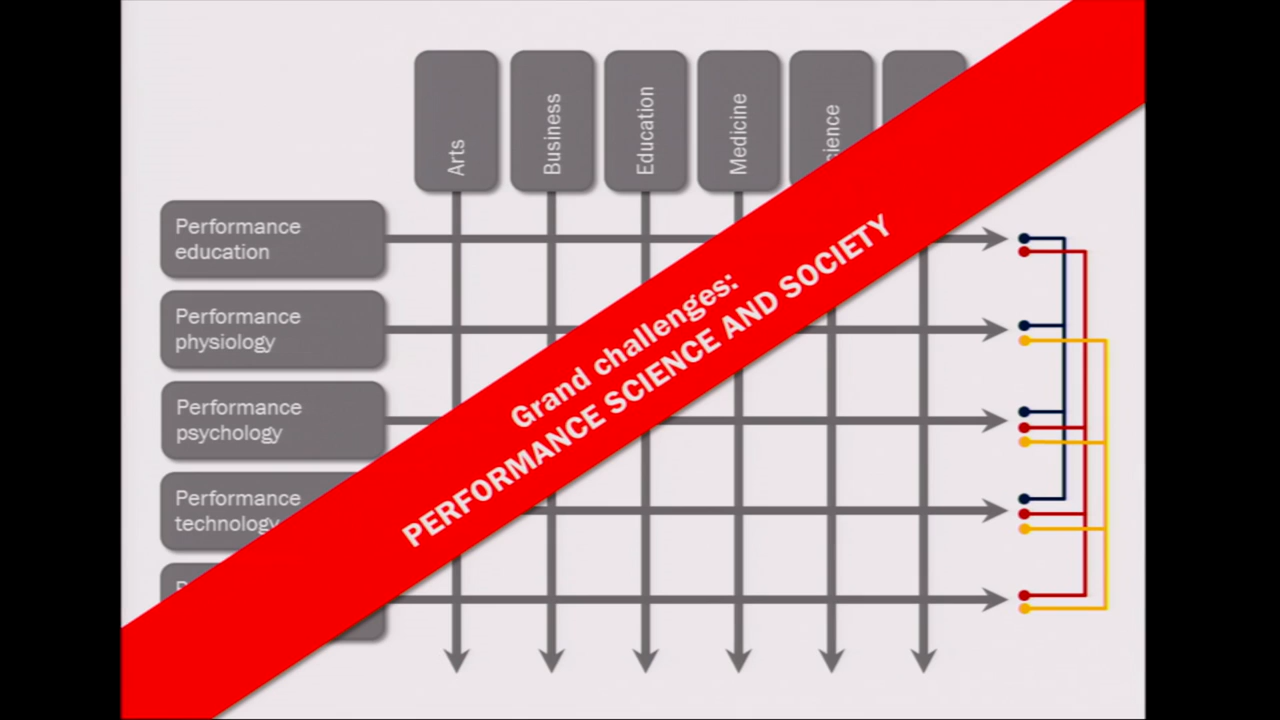 Arts
Business
Education
Medicine
Performance
education
Performance
physiology
Performance
psychology
Performance
technology
Grand challenges:
PERFORMANCE SCIENCE AND SOCIETY